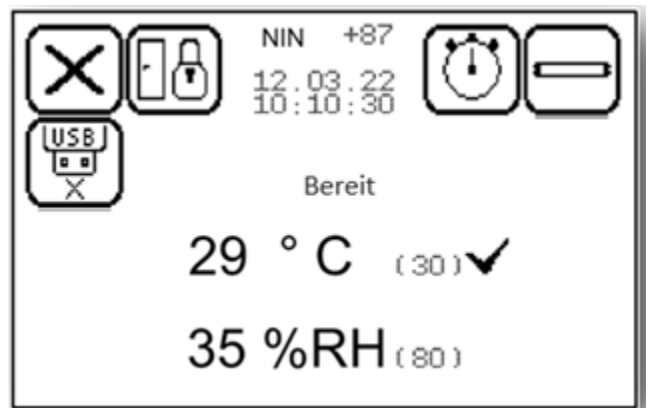 NIN +87
12.03.22
10:10:30
USB
Bereit
29 ° C (30)
35 %RH (80)